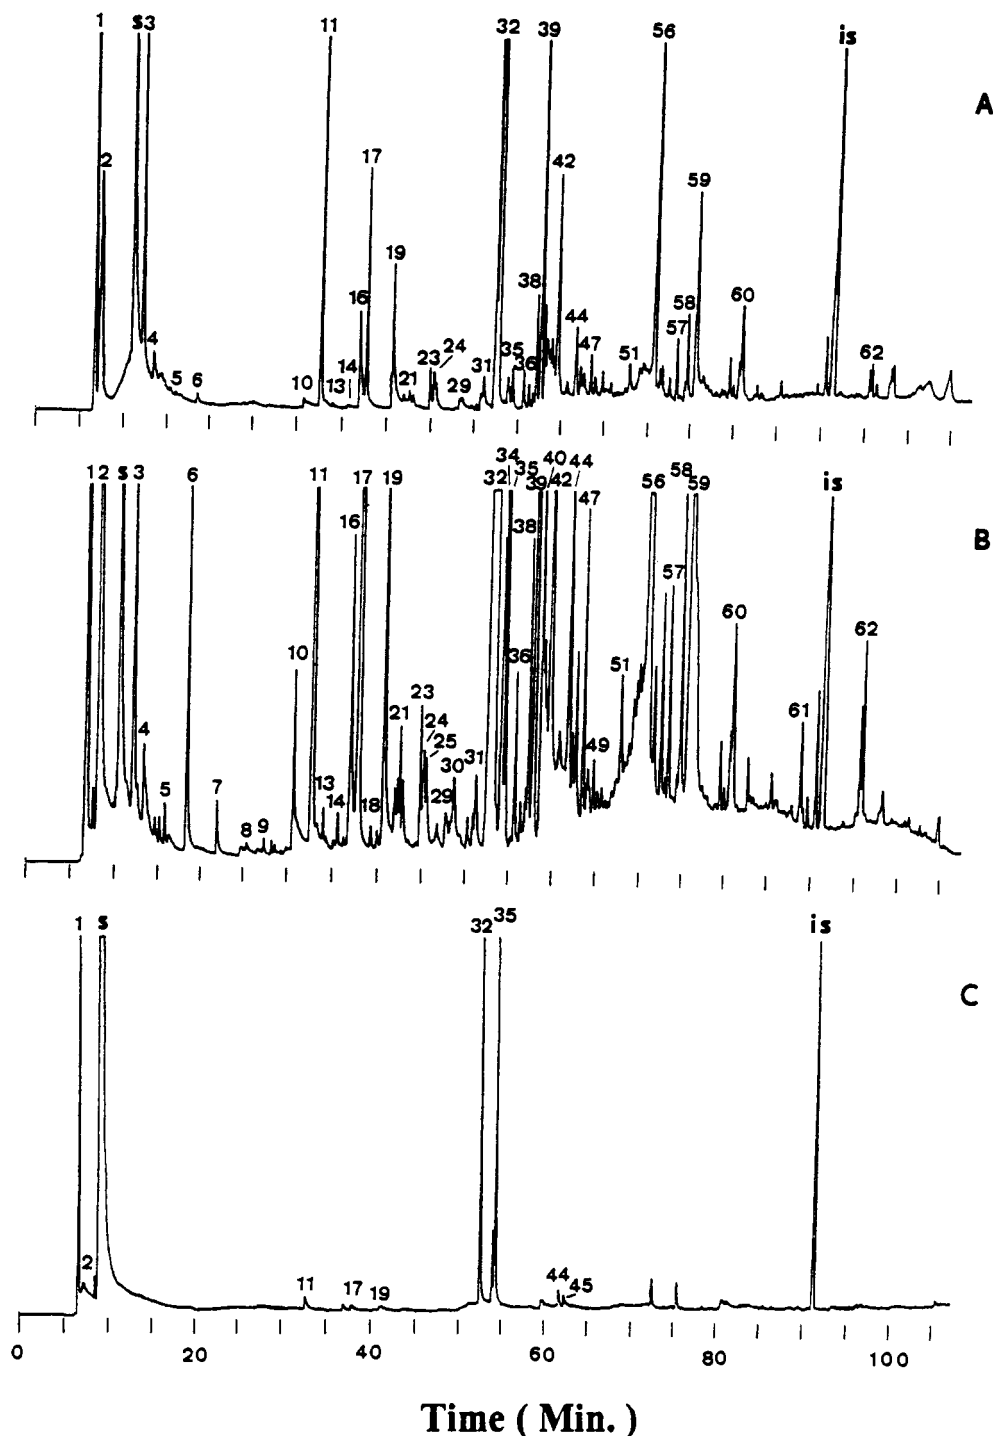 1 s 3 11 32 39 56 is
A
2 17 42 59
19 38 60
16 44 58
4 14 23 24 35 47 57
5 6 10 13 21 29 31 36 51 62
34 35 40 44
1 2 s 3 6 11 17 19 32 39 42 56 58 59 is
16 38 47
B
57
10 36 51 60 62
4 21 23 24 25 61
5 7 13 30 31 49
8 9 14 18 29
1 s 32 35 is
C
2
11 17 19 44 45
0 20 40 60 80 100
Time ( Min. )